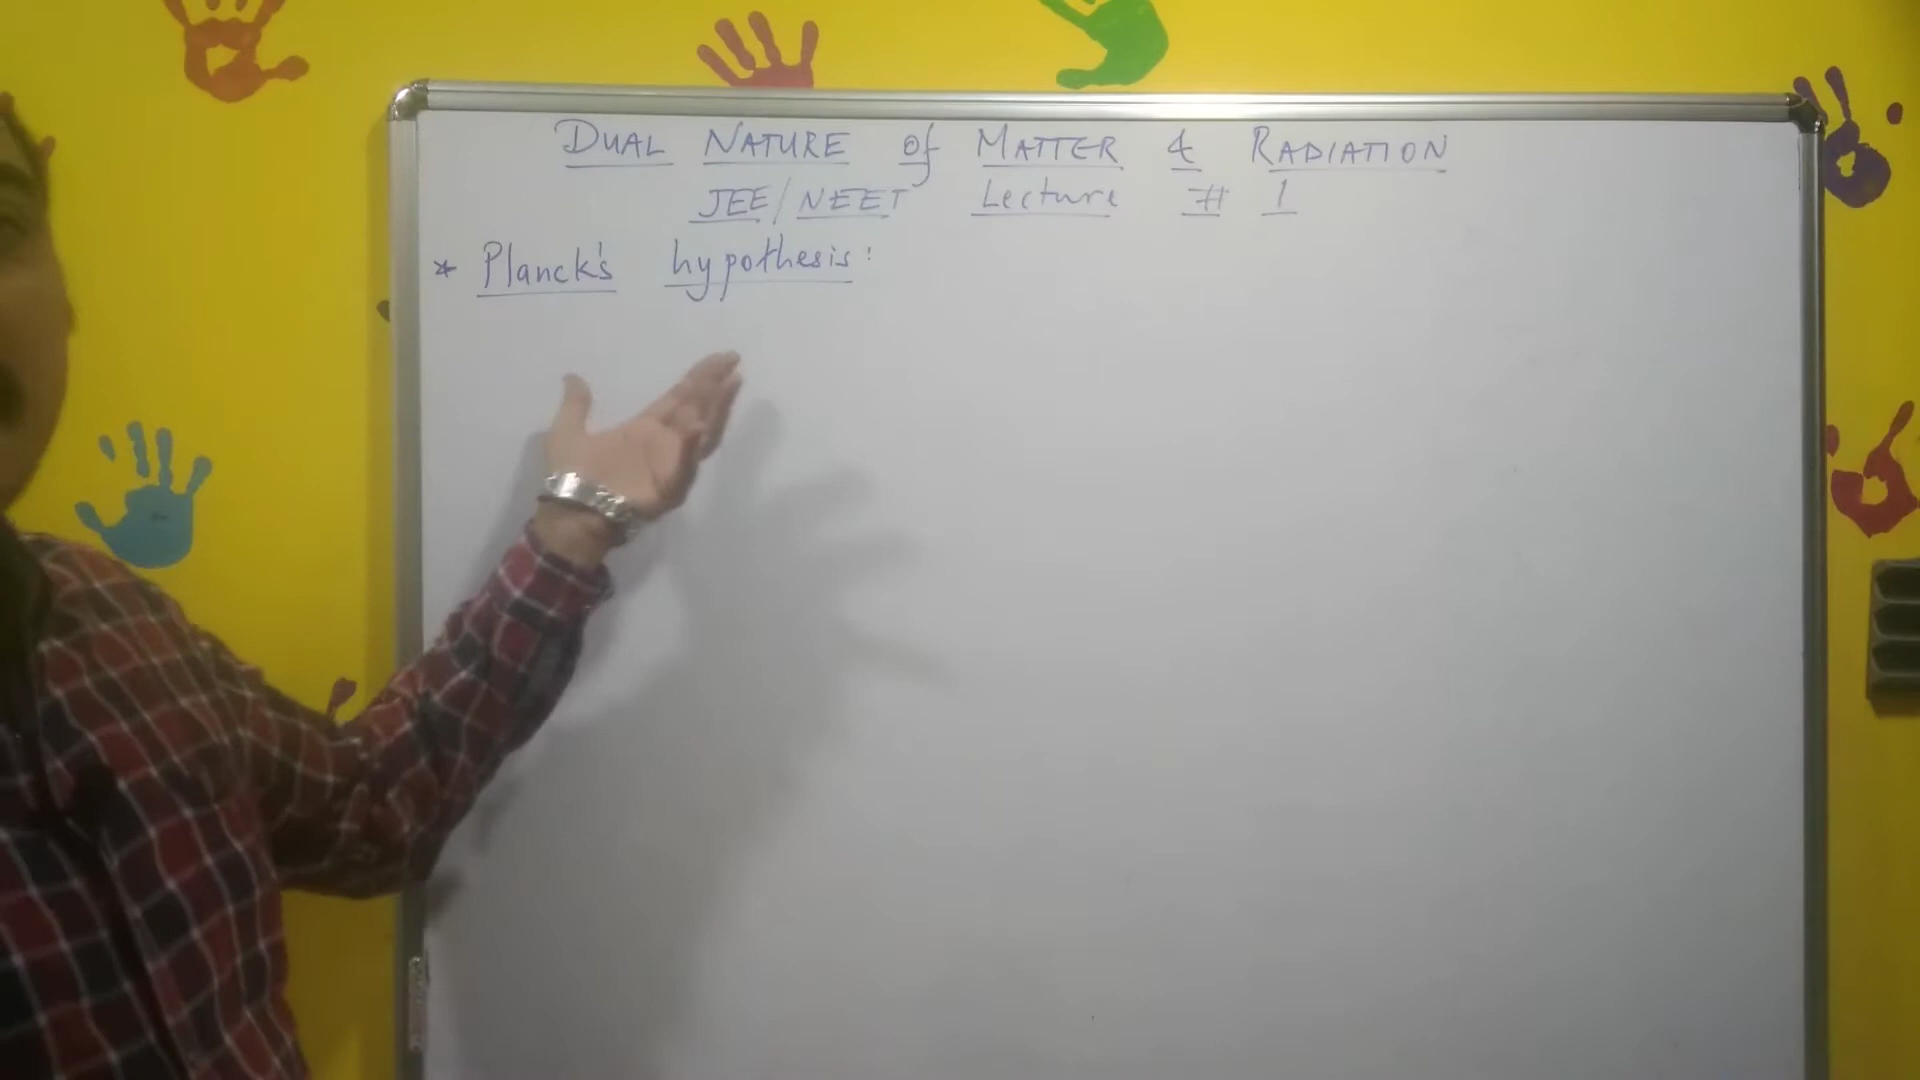 DUAL NATURE of MATTER & RADIATION
JEE/NEET Lecture # 1
* Planck's hypothesis: